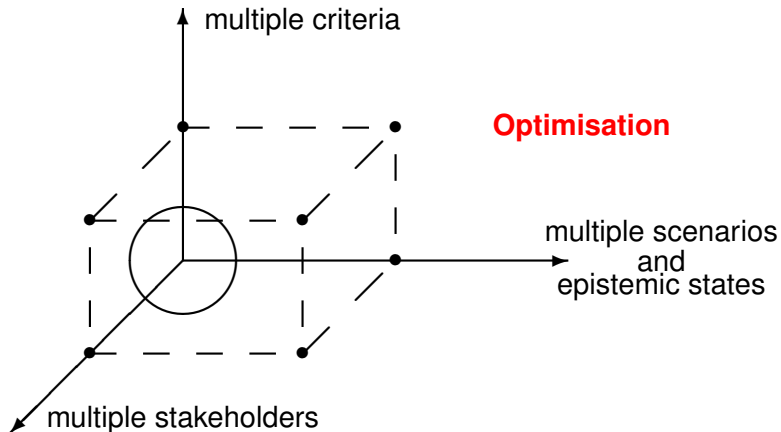 multiple criteria
Optimisation
multiple scenarios
and
epistemic states
multiple stakeholders